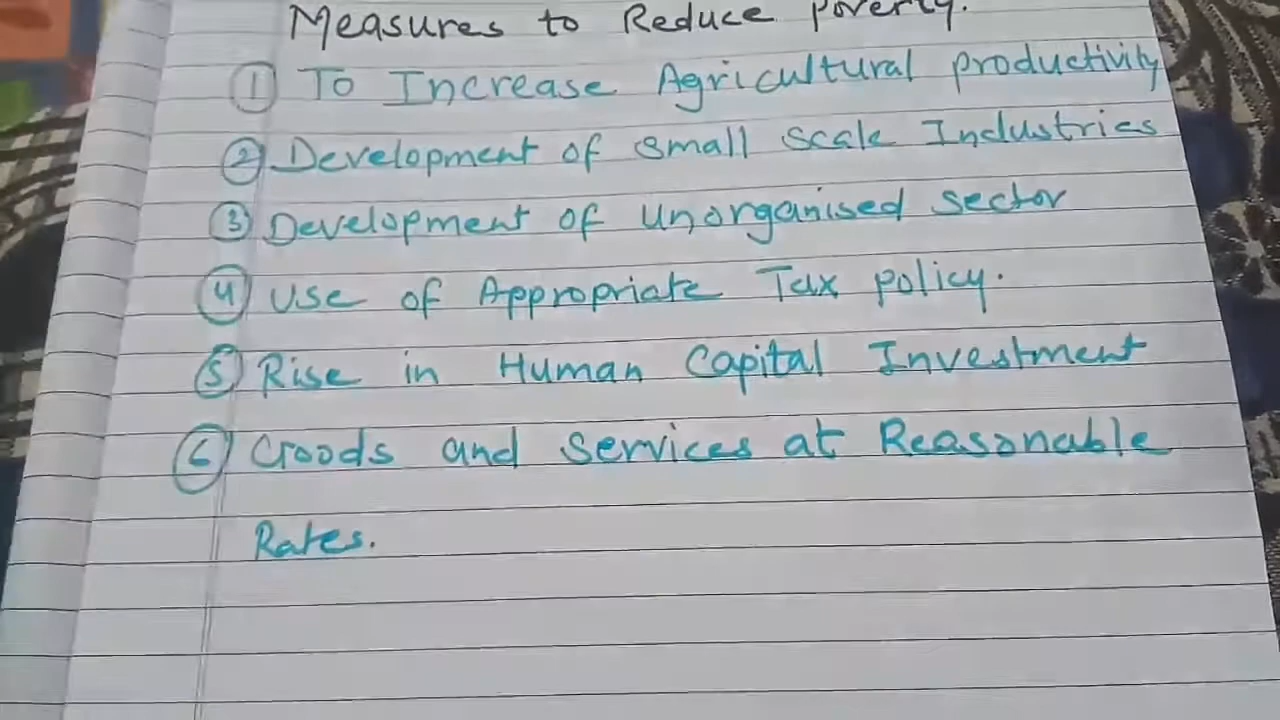 Measures to Reduce Poverty.
① To Increase Agricultural productivity
② Development of small scale Industries
③ Development of Unorganised sector
④ Use of Appropriate Tax policy.
⑤ Rise in Human Capital Investment
⑥ Goods and services at Reasonable
Rates.